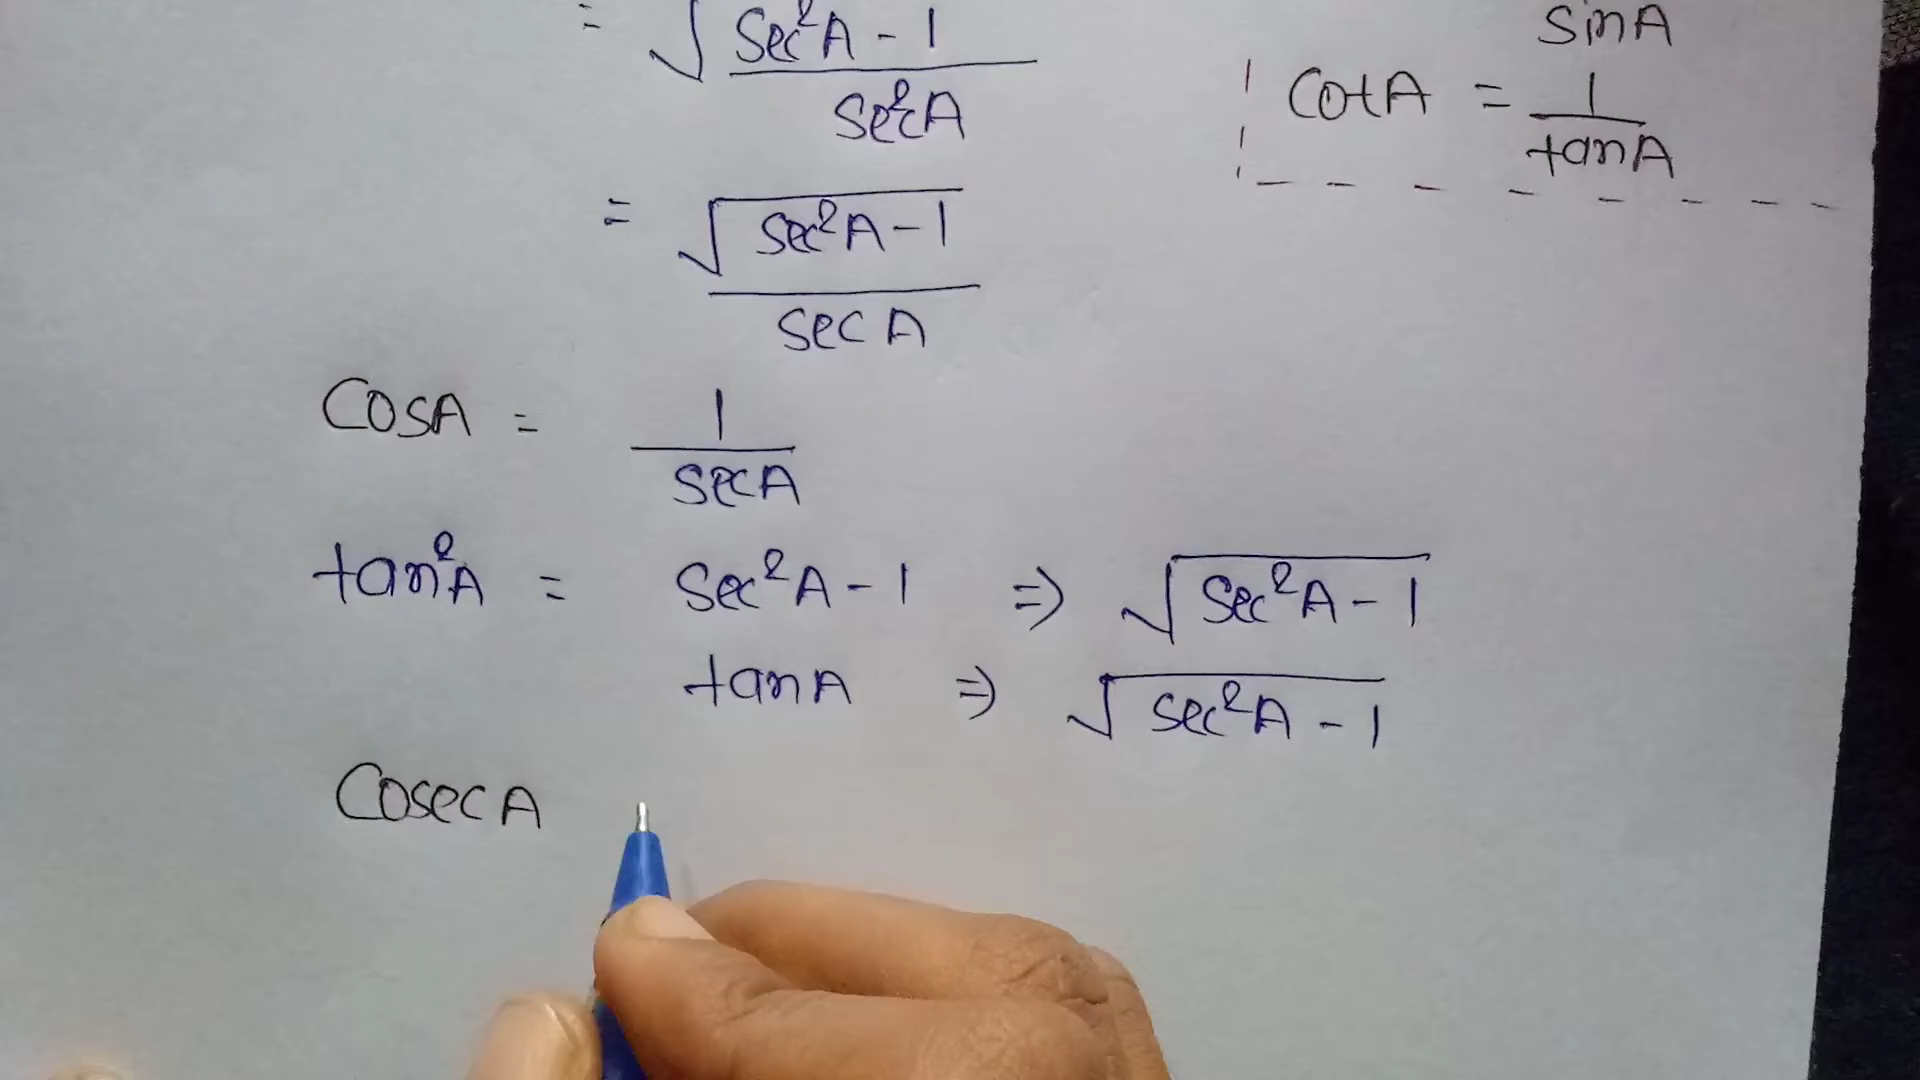 = √(sec²A - 1 / sec²A)
sinA
cotA = 1 / tanA
= √(sec²A - 1) / secA
cosA = 1 / secA
tan²A = sec²A - 1 ⇒ √(sec²A - 1)
tanA ⇒ √(sec²A - 1)
cosecA